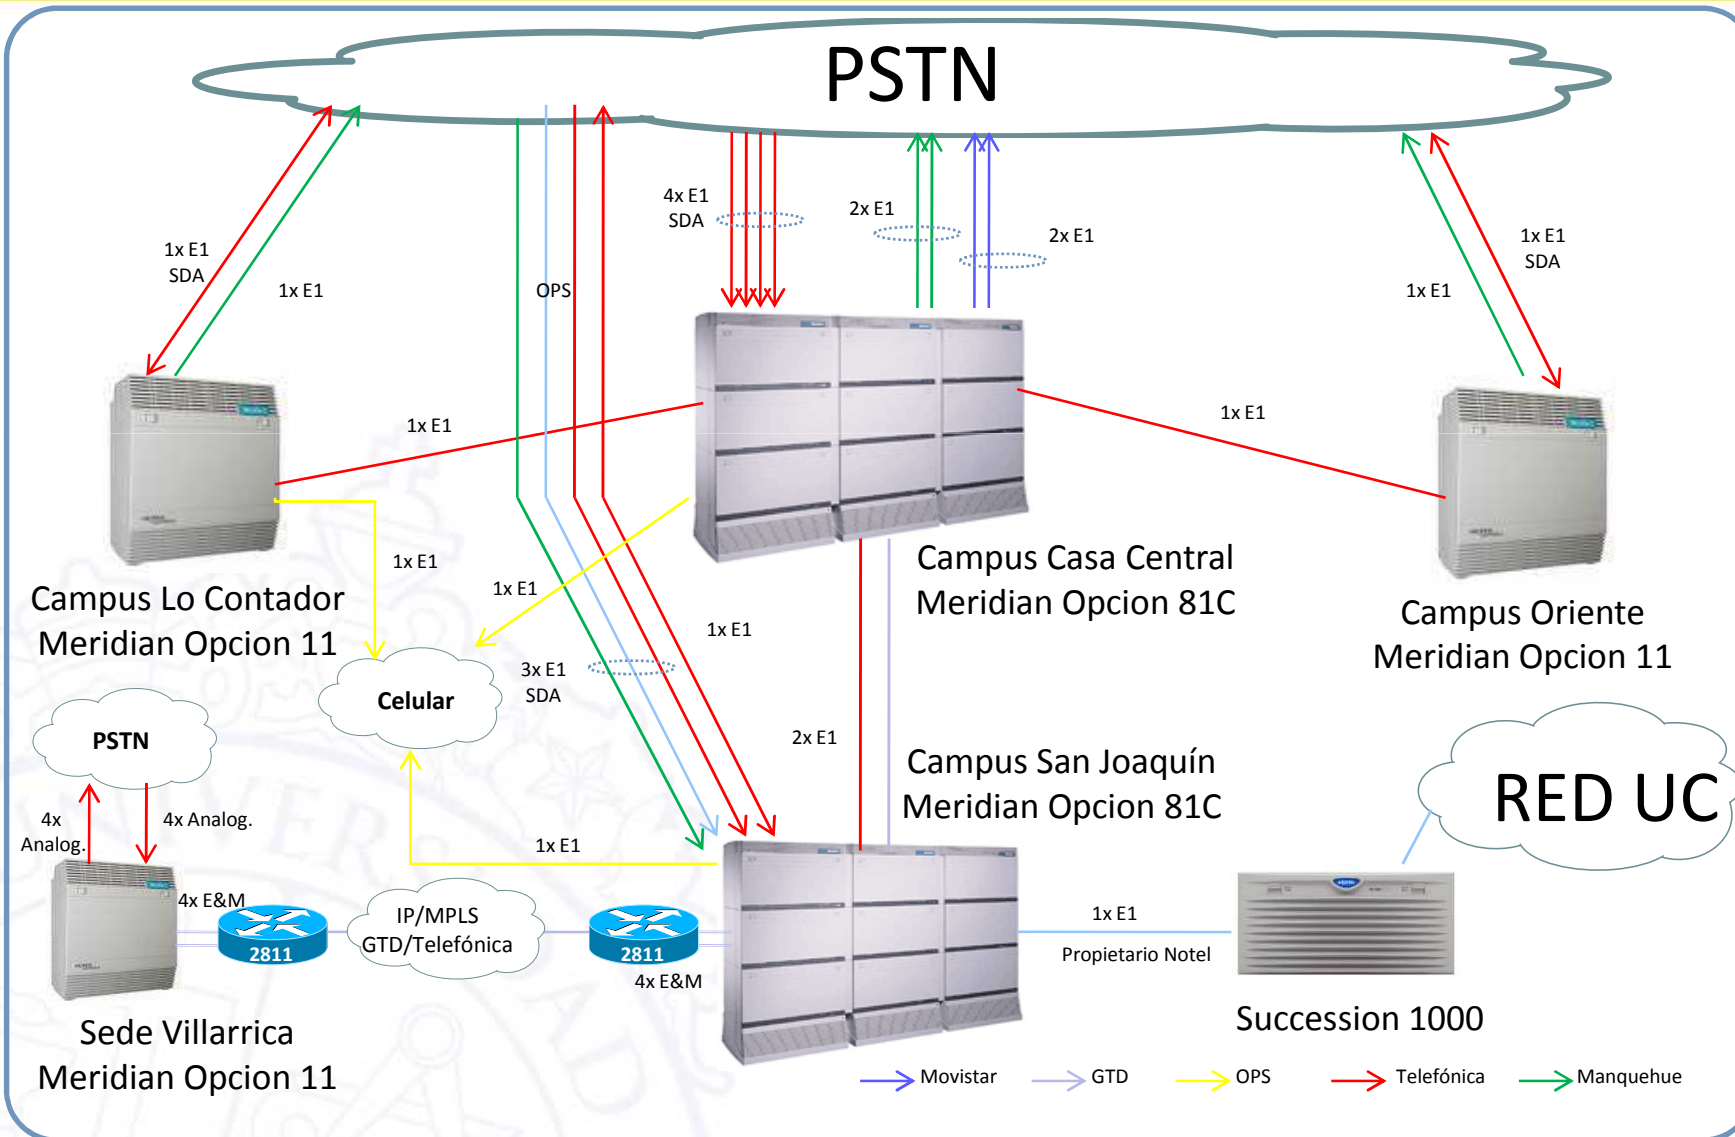 PSTN
4x E1
SDA
2x E1
2x E1
1x E1
SDA
1x E1
1x E1
SDA
1x E1
OPS
1x E1
1x E1
1x E1
1x E1
Campus Casa Central
Meridian Opcion 81C
Campus Lo Contador
Meridian Opcion 11
Campus Oriente
Meridian Opcion 11
1x E1
3x E1
SDA
Celular
PSTN
2x E1
Campus San Joaquín
Meridian Opcion 81C
RED UC
4x
Analog.
4x Analog.
1x E1
4x E&M
2811
IP/MPLS
GTD/Telefónica
2811
4x E&M
1x E1
Propietario Notel
Sede Villarrica
Meridian Opcion 11
Succession 1000
Movistar
GTD
OPS
Telefónica
Manquehue